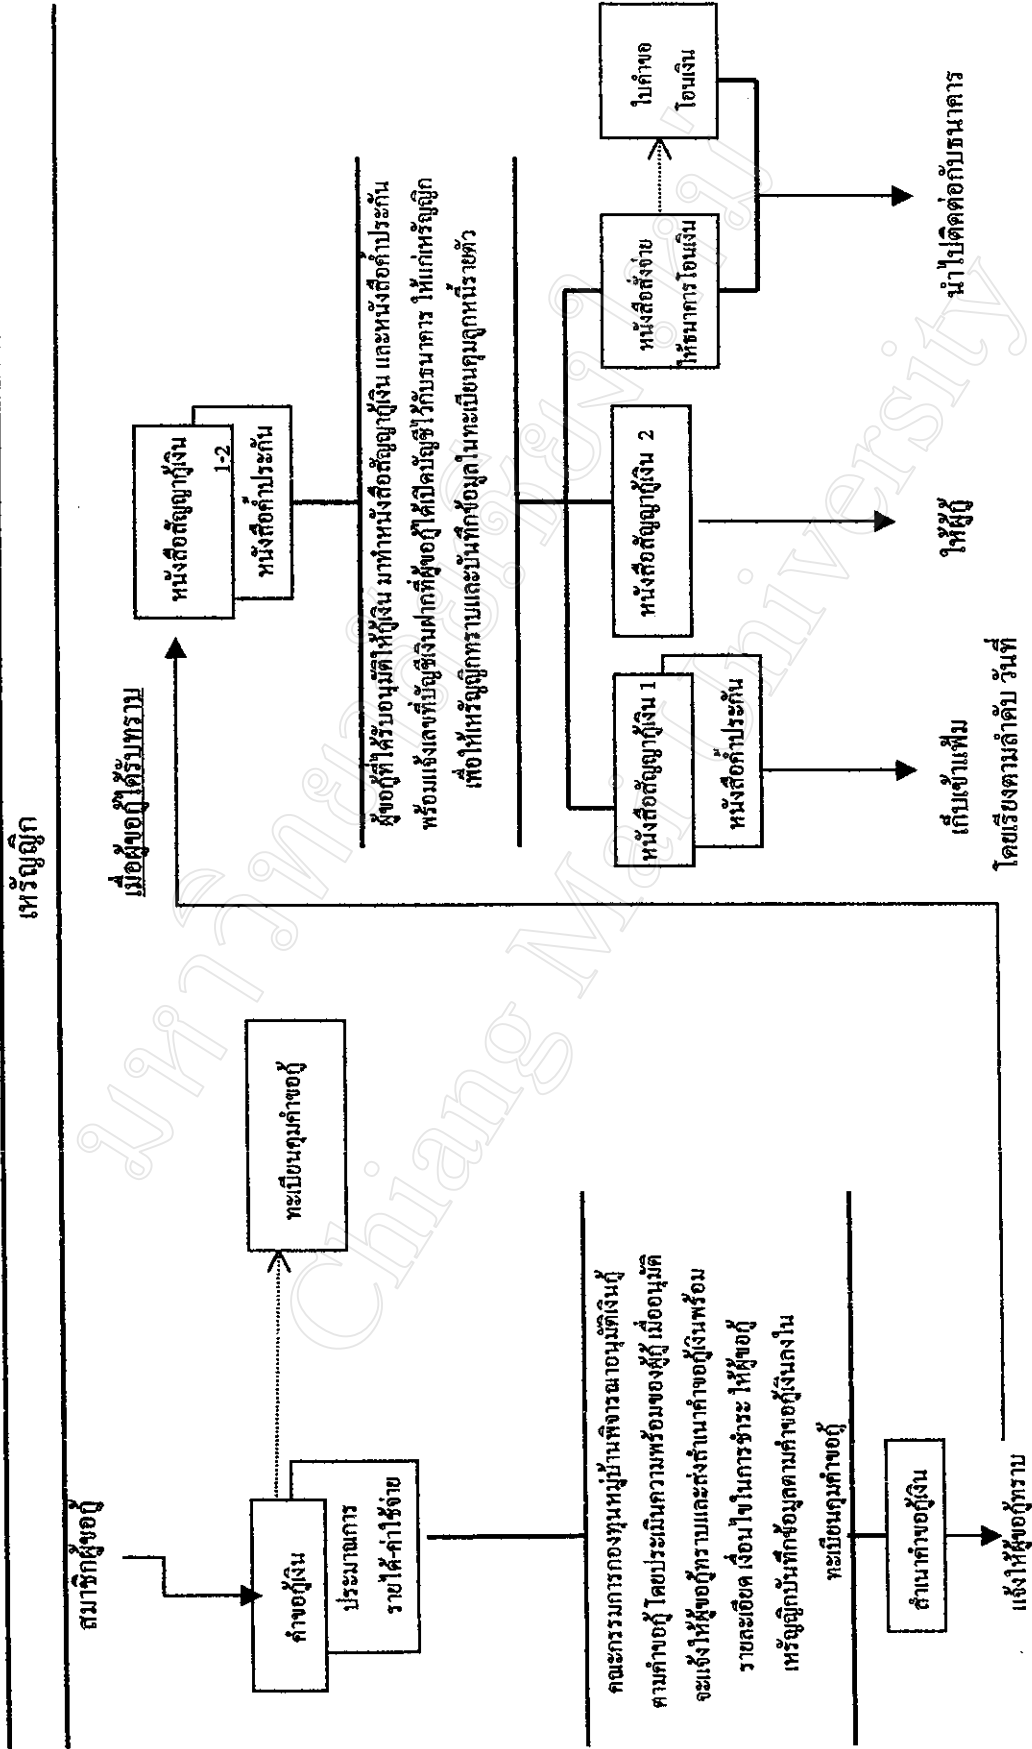 เหรัญญิก
สมาชิกผู้ขอกู้
คำขอกู้เงิน
ประมาณการ
รายได้-ค่าใช้จ่าย
ทะเบียนคุมคำขอกู้
คณะกรรมการกองทุนหมู่บ้านพิจารณาอนุมัติเงินกู้
ตามคำขอกู้ โดยประเมินความพร้อมของผู้กู้ เมื่ออนุมัติ
จะแจ้งให้ผู้ขอกู้ทราบและส่งสำเนาคำขอกู้เงินพร้อม
รายละเอียด เงื่อนไขในการชำระ ให้ผู้ขอกู้
เหรัญญิกบันทึกข้อมูลตามคำขอกู้เงินลงใน
ทะเบียนคุมคำขอกู้
สำเนาคำขอกู้เงิน
แจ้งให้ผู้ขอกู้ทราบ
เมื่อผู้ขอกู้ได้รับทราบ
หนังสือสัญญากู้เงิน
1-2
หนังสือค้ำประกัน
ผู้ขอกู้ที่ได้รับอนุมัติให้กู้เงิน มาทำหนังสือสัญญากู้เงิน และหนังสือค้ำประกัน
พร้อมแจ้งเลขที่บัญชีเงินฝากที่ผู้ขอกู้ได้เปิดบัญชีไว้กับธนาคาร ให้แก่เหรัญญิก
เพื่อให้เหรัญญิกทราบและบันทึกข้อมูลในทะเบียนคุมลูกหนี้รายตัว
หนังสือสัญญากู้เงิน 1
หนังสือค้ำประกัน
เก็บเข้าแฟ้ม
โดยเรียงตามลำดับ วันที่
หนังสือสัญญากู้เงิน 2
ให้ผู้กู้
หนังสือสั่งจ่าย
ให้ธนาคารโอนเงิน
ใบคำขอ
โอนเงิน
นำไปติดต่อกับธนาคาร
มหาวิทยาลัยเชียงใหม่
Chiang Mai University